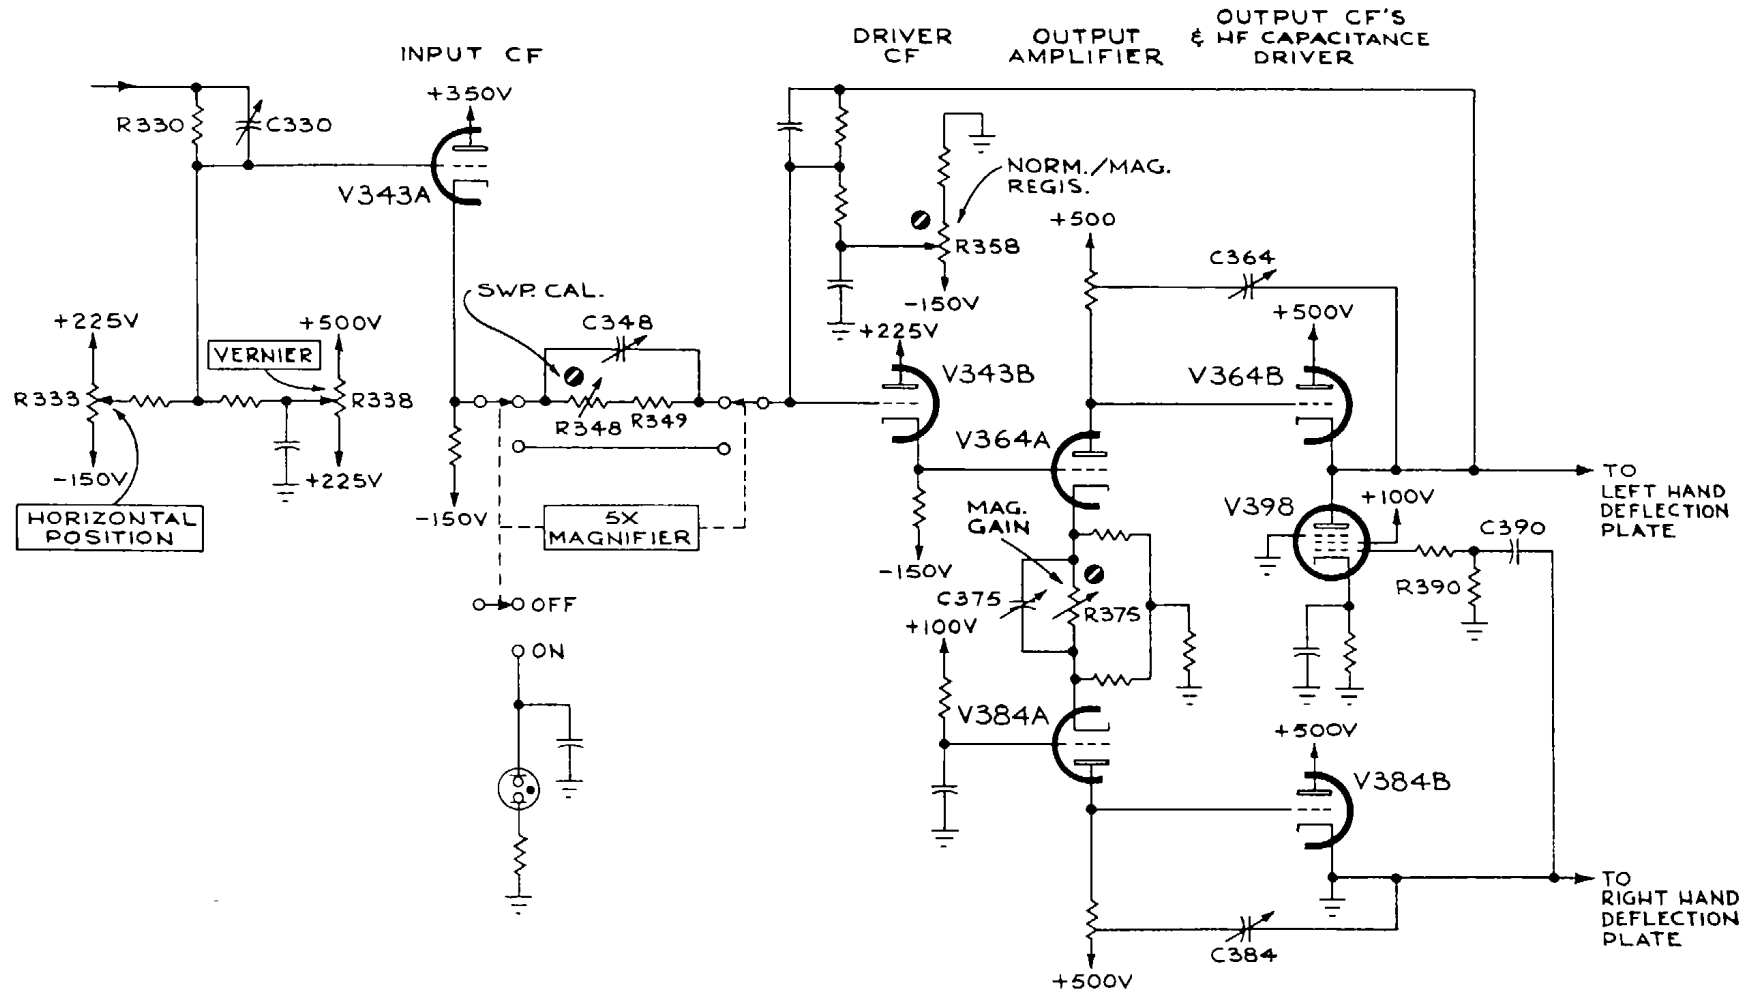 INPUT CF
DRIVER
CF
OUTPUT
AMPLIFIER
OUTPUT CF'S
& HF CAPACITANCE
DRIVER
+350V
R330
C330
V343A
NORM./MAG.
REGIS.
R358
-150V
+500
C364
+500V
SWP. CAL.
C348
R348
R349
+225V
R333
-150V
HORIZONTAL
POSITION
VERNIER
+500V
R338
+225V
-150V
5X
MAGNIFIER
OFF
ON
+225V
V343B
V364A
-150V
V364B
TO
LEFT HAND
DEFLECTION
PLATE
V398
+100V
C390
R390
MAG.
GAIN
C375
R375
+100V
V384A
+500V
V384B
TO
RIGHT HAND
DEFLECTION
PLATE
C384
+500V